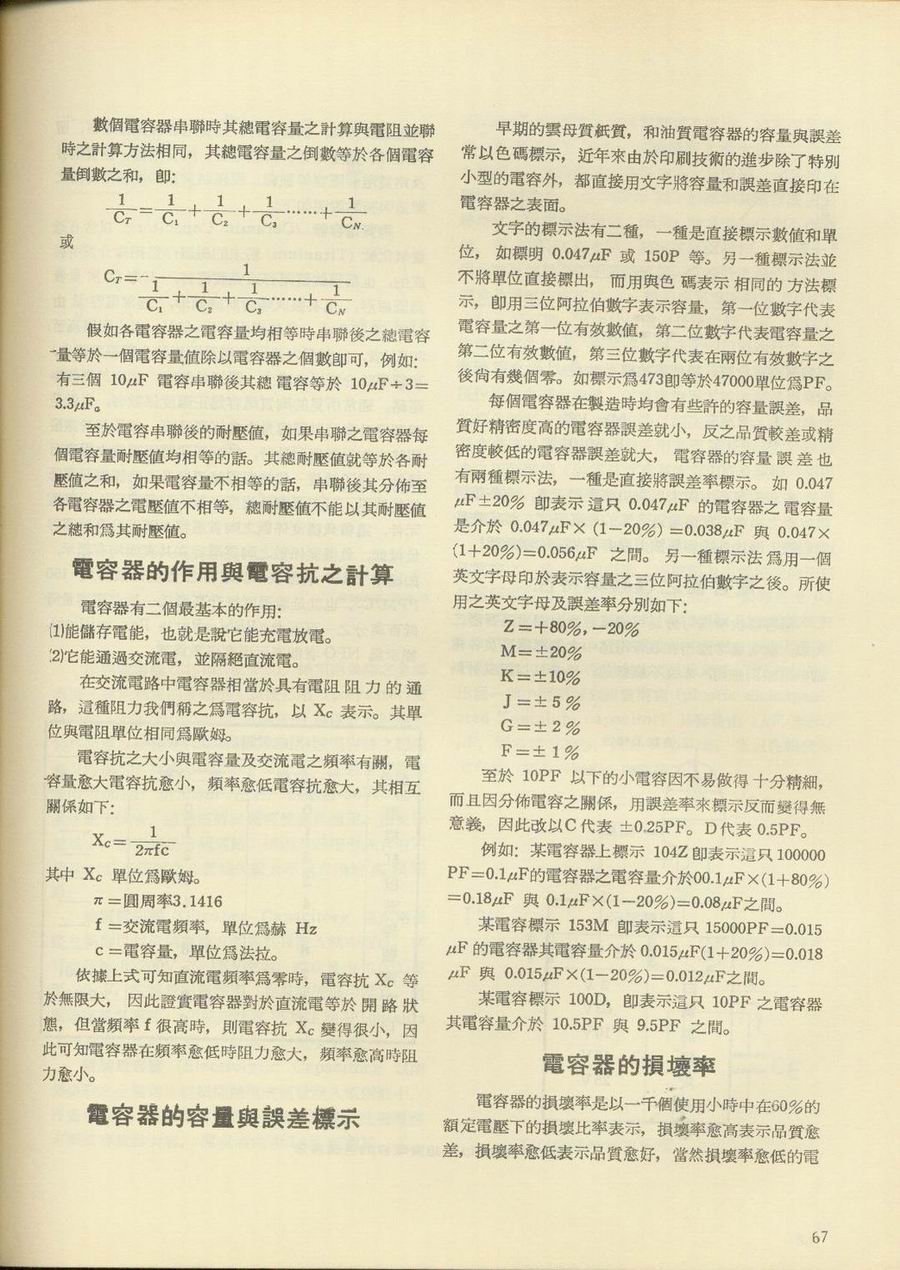 數個電容器串聯時其總電容量之計算與電阻並聯
時之計算方法相同，其總電容量之倒數等於各個電容
量倒數之和，卽：
1/C_T = 1/C₁ + 1/C₂ + 1/C₃ …… + 1/C_N.
或
C_T = 1/(1/C₁ + 1/C₂ + 1/C₃ …… + 1/C_N)
假如各電容器之電容量均相等時串聯後之總電容
量等於一個電容量值除以電容器之個數卽可，例如：
有三個 10μF 電容串聯後其總電容等於 10μF÷3＝
3.3μF。
至於電容串聯後的耐壓値，如果串聯之電容器每
個電容量耐壓値均相等的話。其總耐壓値就等於各耐
壓値之和，如果電容量不相等的話，串聯後其分佈至
各電容器之電壓値不相等，總耐壓値不能以其耐壓値
之總和爲其耐壓値。
電容器的作用與電容抗之計算
電容器有二個最基本的作用：
(1)能儲存電能，也就是說它能充電放電。
(2)它能通過交流電，並隔絕直流電。
在交流電路中電容器相當於具有電阻阻力的通
路，這種阻力我們稱之爲電容抗，以 Xc 表示。其單
位與電阻單位相同爲歐姆。
電容抗之大小與電容量及交流電之頻率有關，電
容量愈大電容抗愈小，頻率愈低電容抗愈大，其相互
關係如下：
Xc＝1/2πfc
其中 Xc 單位爲歐姆。
π＝圓周率3.1416
f＝交流電頻率，單位爲赫 Hz
c＝電容量，單位爲法拉。
依據上式可知直流電頻率爲零時，電容抗 Xc 等
於無限大，因此證實電容器對於直流電等於開路狀
態，但當頻率 f 很高時，則電容抗 Xc 變得很小，因
此可知電容器在頻率愈低時阻力愈大，頻率愈高時阻
力愈小。
電容器的容量與誤差標示
早期的雲母質紙質，和油質電容器的容量與誤差
常以色碼標示，近年來由於印刷技術的進步除了特別
小型的電容外，都直接用文字將容量和誤差直接印在
電容器之表面。
文字的標示法有二種，一種是直接標示數値和單
位，如標明 0.047μF 或 150P 等。另一種標示法並
不將單位直接標出，而用與色碼表示相同的方法標
示，卽用三位阿拉伯數字表示容量，第一位數字代表
電容量之第一位有效數値，第二位數字代表電容量之
第二位有效數値，第三位數字代表在兩位有效數字之
後尙有幾個零。如標示爲473卽等於47000單位爲PF。
每個電容器在製造時均會有些許的容量誤差，品
質好精密度高的電容器誤差就小，反之品質較差或精
密度較低的電容器誤差就大，電容器的容量誤差也
有兩種標示法，一種是直接將誤差率標示。如 0.047
μF±20% 卽表示這只 0.047μF 的電容器之電容量
是介於 0.047μF×(1－20%)＝0.038μF 與 0.047×
(1＋20%)＝0.056μF 之間。另一種標示法爲用一個
英文字母印於表示容量之三位阿拉伯數字之後。所使
用之英文字母及誤差率分別如下：
Z＝＋80%，－20%
M＝±20%
K＝±10%
J＝±5%
G＝±2%
F＝±1%
至於 10PF 以下的小電容因不易做得十分精細，
而且因分佈電容之關係，用誤差率來標示反而變得無
意義，因此改以C代表 ±0.25PF。D代表 0.5PF。
例如：某電容器上標示 104Z 卽表示這只 100000
PF＝0.1μF的電容器之電容量介於00.1μF×(1＋80%)
＝0.18μF 與 0.1μF×(1－20%)＝0.08μF之間。
某電容標示 153M 卽表示這只 15000PF＝0.015
μF 的電容器其電容量介於 0.015μF(1＋20%)＝0.018
μF 與 0.015μF×(1－20%)＝0.012μF之間。
某電容標示 100D，卽表示這只 10PF 之電容器
其電容量介於 10.5PF 與 9.5PF 之間。
電容器的損壞率
電容器的損壞率是以一千個使用小時中在60%的
額定電壓下的損壞比率表示，損壞率愈高表示品質愈
差，損壞率愈低表示品質愈好，當然損壞率愈低的電
67